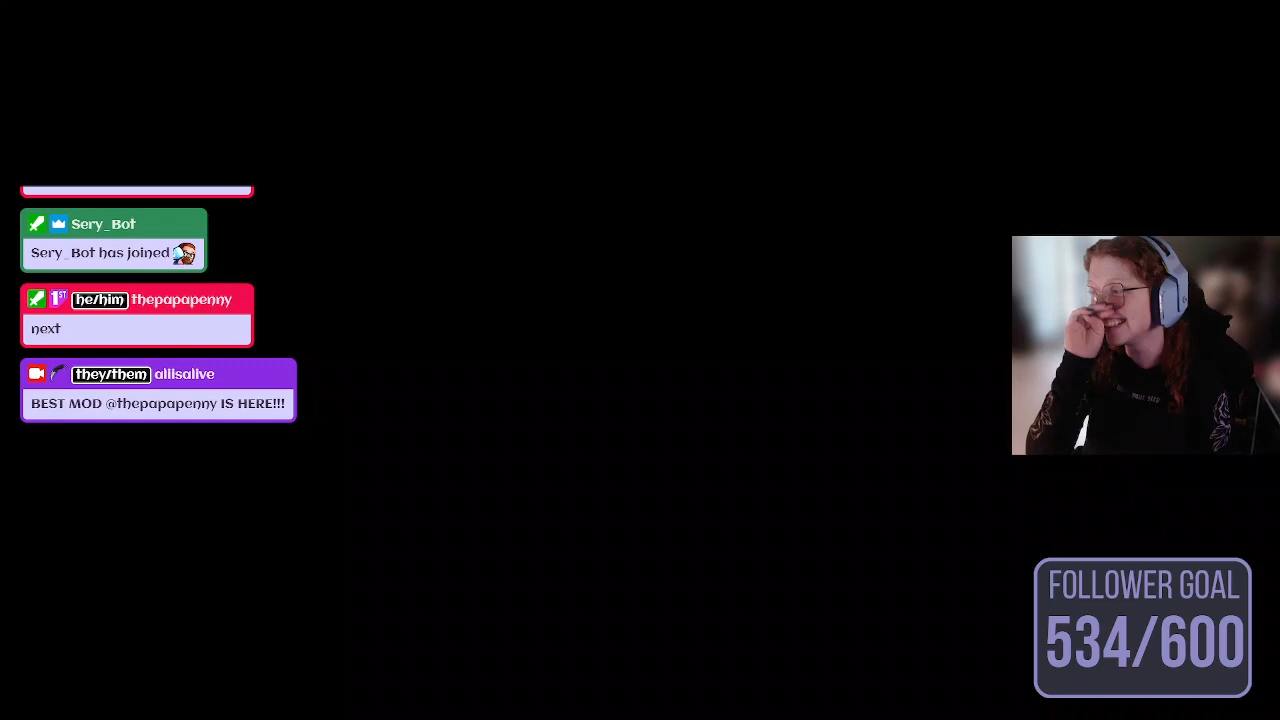 Sery_Bot
Sery_Bot has joined
1ST he/him thepapapenny
next
they/them alllsalive
BEST MOD @thepapapenny IS HERE!!!
FOLLOWER GOAL
534/600